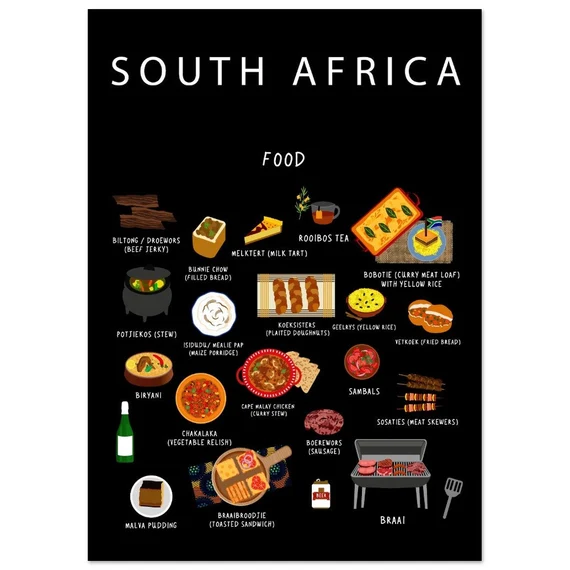 SOUTH AFRICA
FOOD
BILTONG / DROEWORS
(BEEF JERKY)
BUNNIE CHOW
(FILLED BREAD)
MELKTERT (MILK TART)
ROOIBOS TEA
BOBOTIE (CURRY MEAT LOAF)
WITH YELLOW RICE
POTJIEKOS (STEW)
ISIDUDU / MEALIE PAP
(MAIZE PORRIDGE)
KOEKSISTERS
(PLAITED DOUGHNUTS)
GEELRYS (YELLOW RICE)
VETKOEK (FRIED BREAD)
BIRYANI
CHAKALAKA
(VEGETABLE RELISH)
CAPE MALAY CHICKEN
(CURRY STEW)
SAMBALS
SOSATIES (MEAT SKEWERS)
BOEREWORS
(SAUSAGE)
MALVA PUDDING
BRAAIBROODJIE
(TOASTED SANDWICH)
BEER
BRAAI